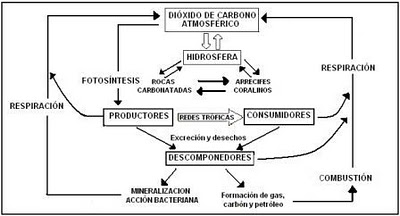 DIÓXIDO DE CARBONO
ATMOSFÉRICO
HIDROSFERA
FOTOSÍNTESIS
ROCAS
CARBONATADAS
ARRECIFES
CORALINOS
RESPIRACIÓN
RESPIRACIÓN
PRODUCTORES
REDES TRÓFICAS
CONSUMIDORES
Excreción y desechos
DESCOMPONEDORES
COMBUSTIÓN
MINERALIZACION
ACCIÓN BACTERIANA
Formación de gas,
carbón y petróleo